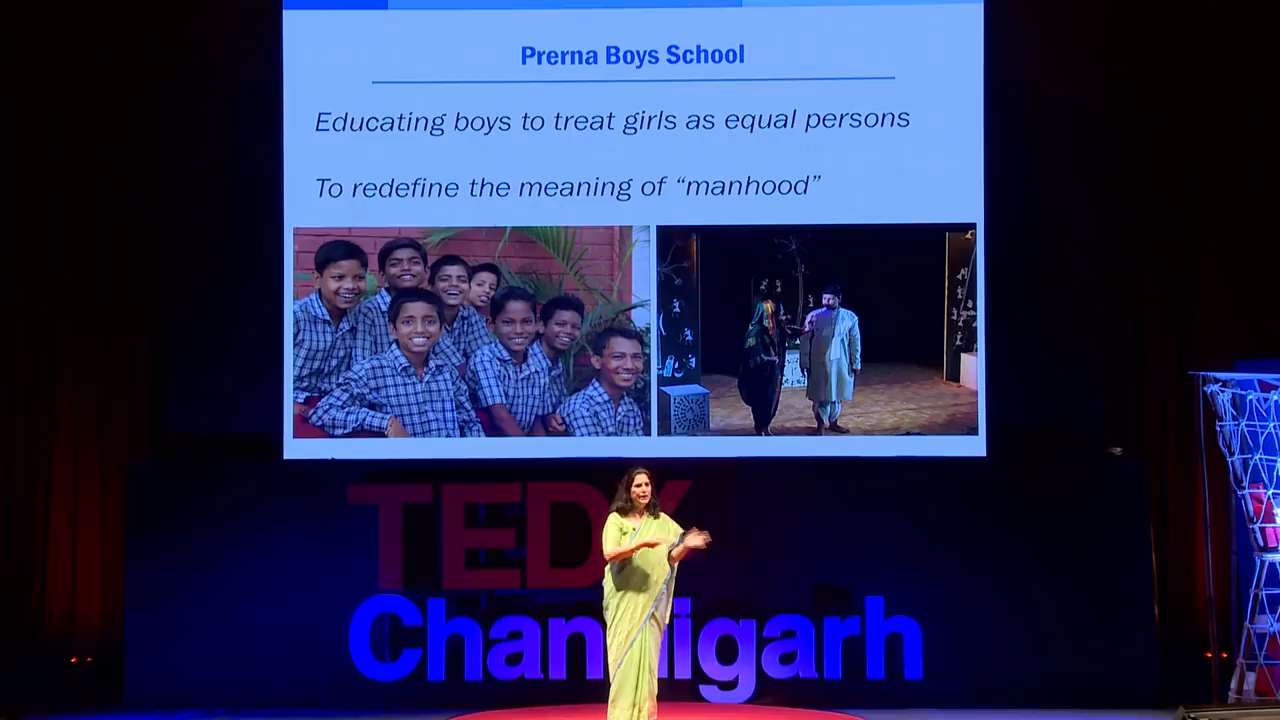 Prerna Boys School
Educating boys to treat girls as equal persons
To redefine the meaning of “manhood”
TEDx
Chandigarh